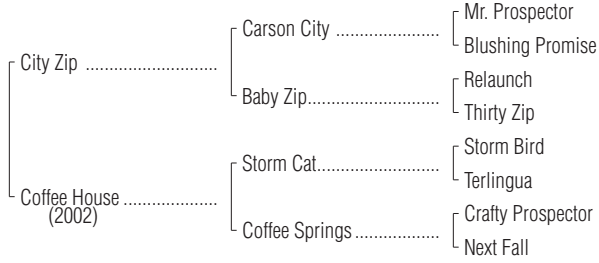 Mr. Prospector
Carson City ....................
Blushing Promise
City Zip .........................
Relaunch
Baby Zip.........................
Thirty Zip
Storm Bird
Storm Cat.......................
Terlingua
Coffee House ..................
(2002)
Crafty Prospector
Coffee Springs ................
Next Fall